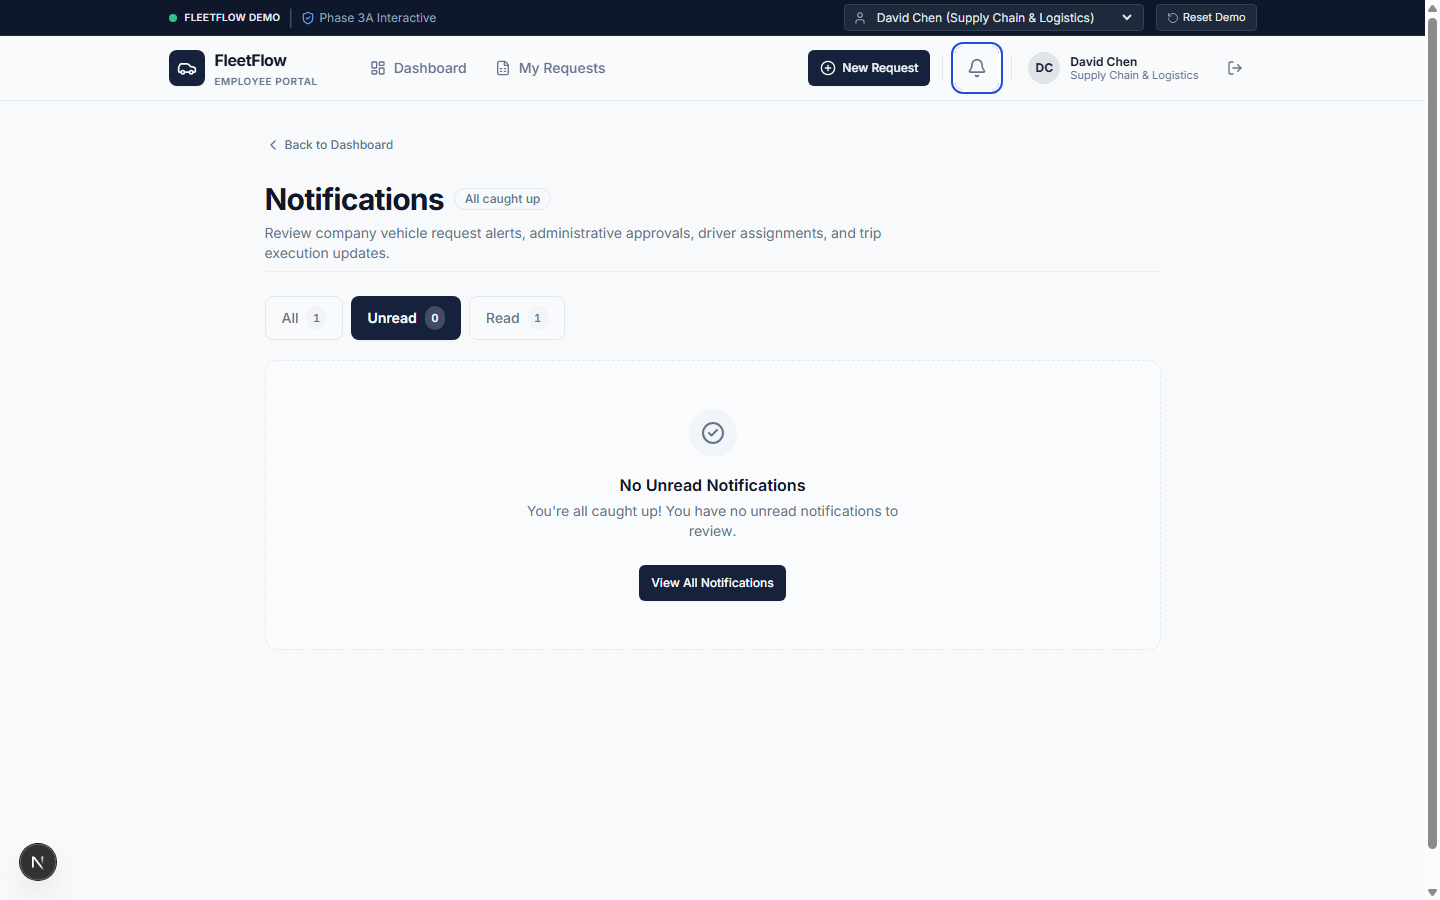 FLEETFLOW DEMO
Phase 3A Interactive
David Chen (Supply Chain & Logistics)
Reset Demo
FleetFlow
EMPLOYEE PORTAL
Dashboard
My Requests
New Request
DC
David Chen
Supply Chain & Logistics
Back to Dashboard
Notifications
All caught up
Review company vehicle request alerts, administrative approvals, driver assignments, and trip
execution updates.
All 1
Unread 0
Read 1
No Unread Notifications
You're all caught up! You have no unread notifications to
review.
View All Notifications
N